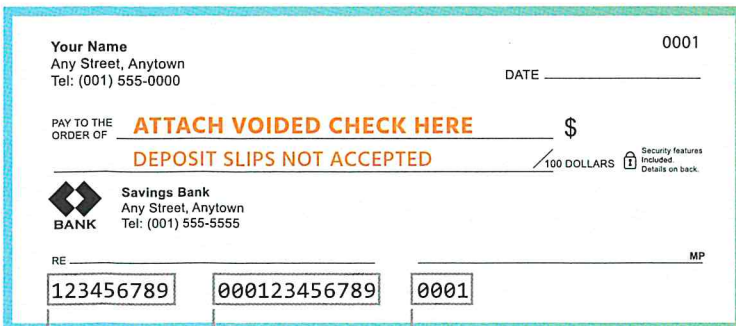 Your Name
0001
Any Street, Anytown
Tel: (001) 555-0000
DATE
PAY TO THE
ORDER OF
ATTACH VOIDED CHECK HERE
$
DEPOSIT SLIPS NOT ACCEPTED
/100 DOLLARS
Security features
Included.
Details on back.
Savings Bank
Any Street, Anytown
Tel: (001) 555-5555
BANK
RE
MP
123456789
000123456789
0001